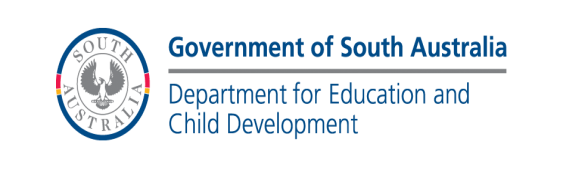 SOUTH
AUSTRALIA
Government of South Australia
Department for Education and
Child Development